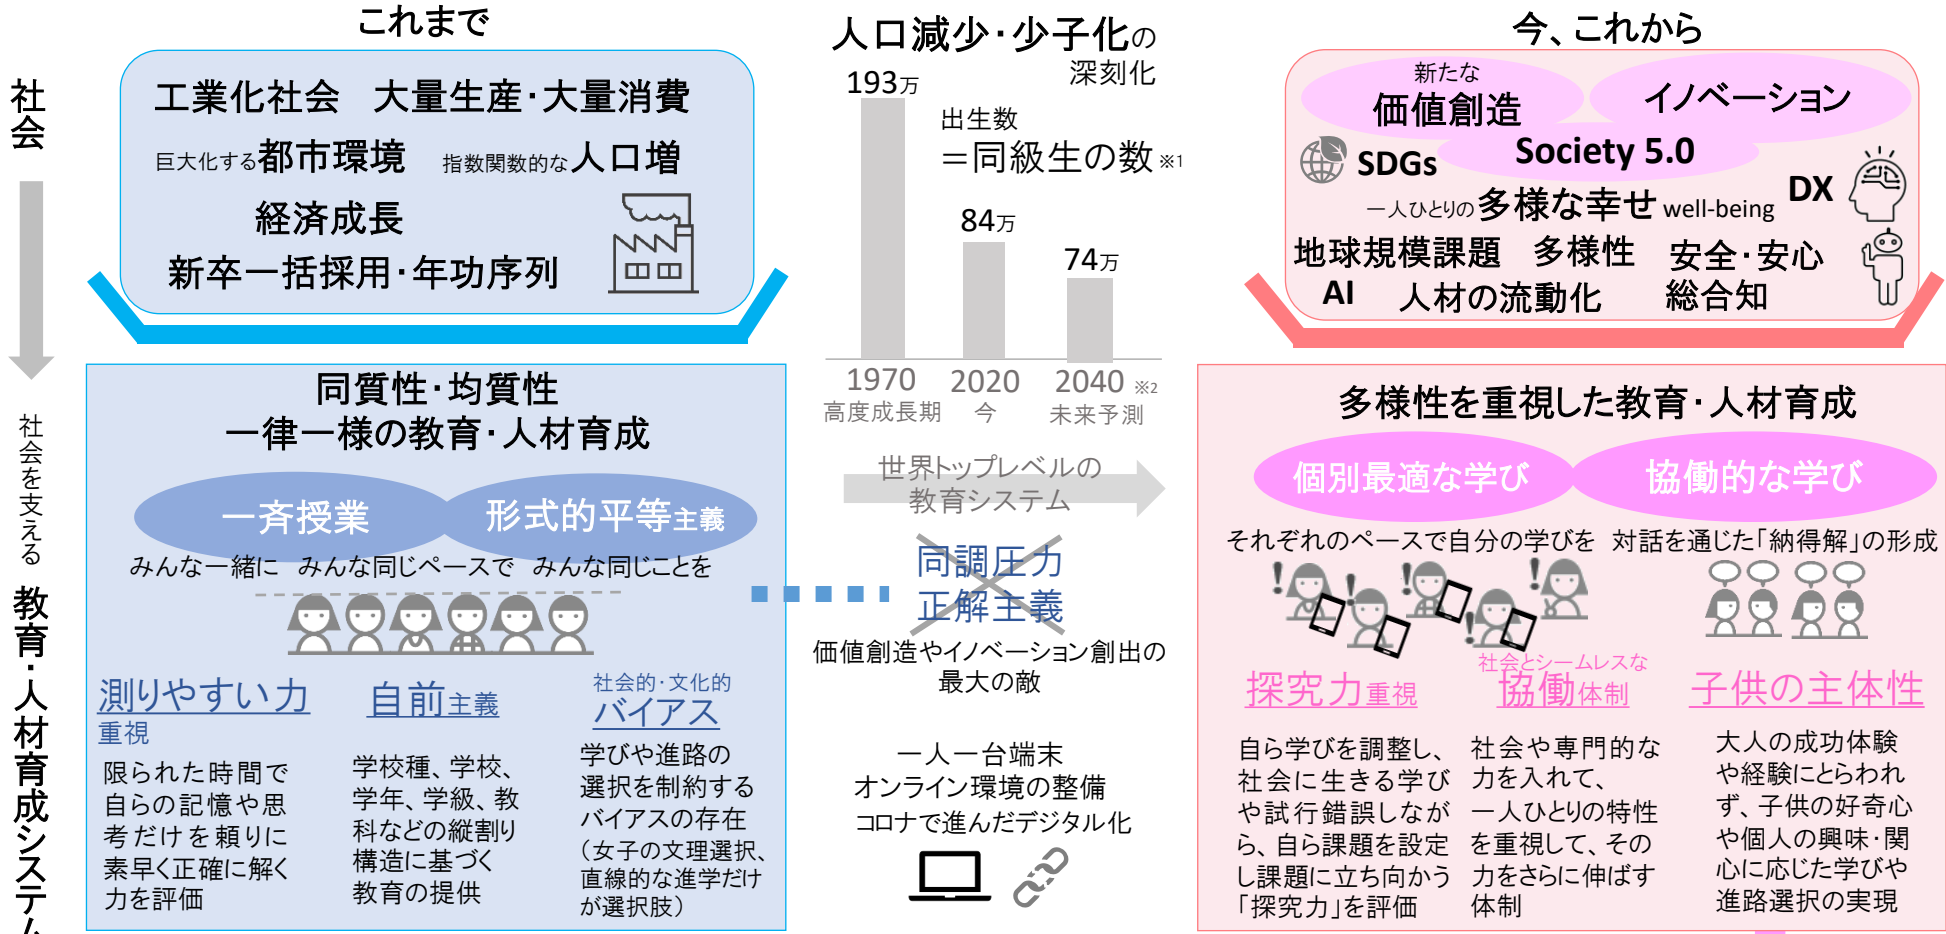 これまで
工業化社会　大量生産・大量消費
巨大化する都市環境　指数関数的な人口増
経済成長
新卒一括採用・年功序列
社会
社会を支える 教育・人材育成システム
同質性・均質性
一律一様の教育・人材育成
一斉授業
形式的平等主義
みんな一緒に　みんな同じペースで　みんな同じことを
測りやすい力
重視
限られた時間で
自らの記憶や思
考だけを頼りに
素早く正確に解く
力を評価
自前主義
学校種、学校、
学年、学級、教
科などの縦割り
構造に基づく
教育の提供
社会的・文化的
バイアス
学びや進路の
選択を制約する
バイアスの存在
（女子の文理選択、
直線的な進学だけ
が選択肢）
人口減少・少子化の
深刻化
193万
出生数
＝同級生の数 ※1
84万
74万
1970
2020
2040 ※2
高度成長期
今
未来予測
世界トップレベルの
教育システム
同調圧力
正解主義
価値創造やイノベーション創出の
最大の敵
一人一台端末
オンライン環境の整備
コロナで進んだデジタル化
今、これから
新たな
価値創造
イノベーション
Society 5.0
SDGs
DX
一人ひとりの多様な幸せ well-being
地球規模課題　多様性　安全・安心
AI　人材の流動化　総合知
多様性を重視した教育・人材育成
個別最適な学び
協働的な学び
それぞれのペースで自分の学びを
対話を通じた「納得解」の形成
探究力重視
自ら学びを調整し、
社会に生きる学び
や試行錯誤しなが
ら、自ら課題を設定
し課題に立ち向かう
「探究力」を評価
社会とシームレスな
協働体制
社会や専門的な
力を入れて、
一人ひとりの特性
を重視して、その
力をさらに伸ばす
体制
子供の主体性
大人の成功体験
や経験にとらわれ
ず、子供の好奇心
や個人の興味・関
心に応じた学びや
進路選択の実現